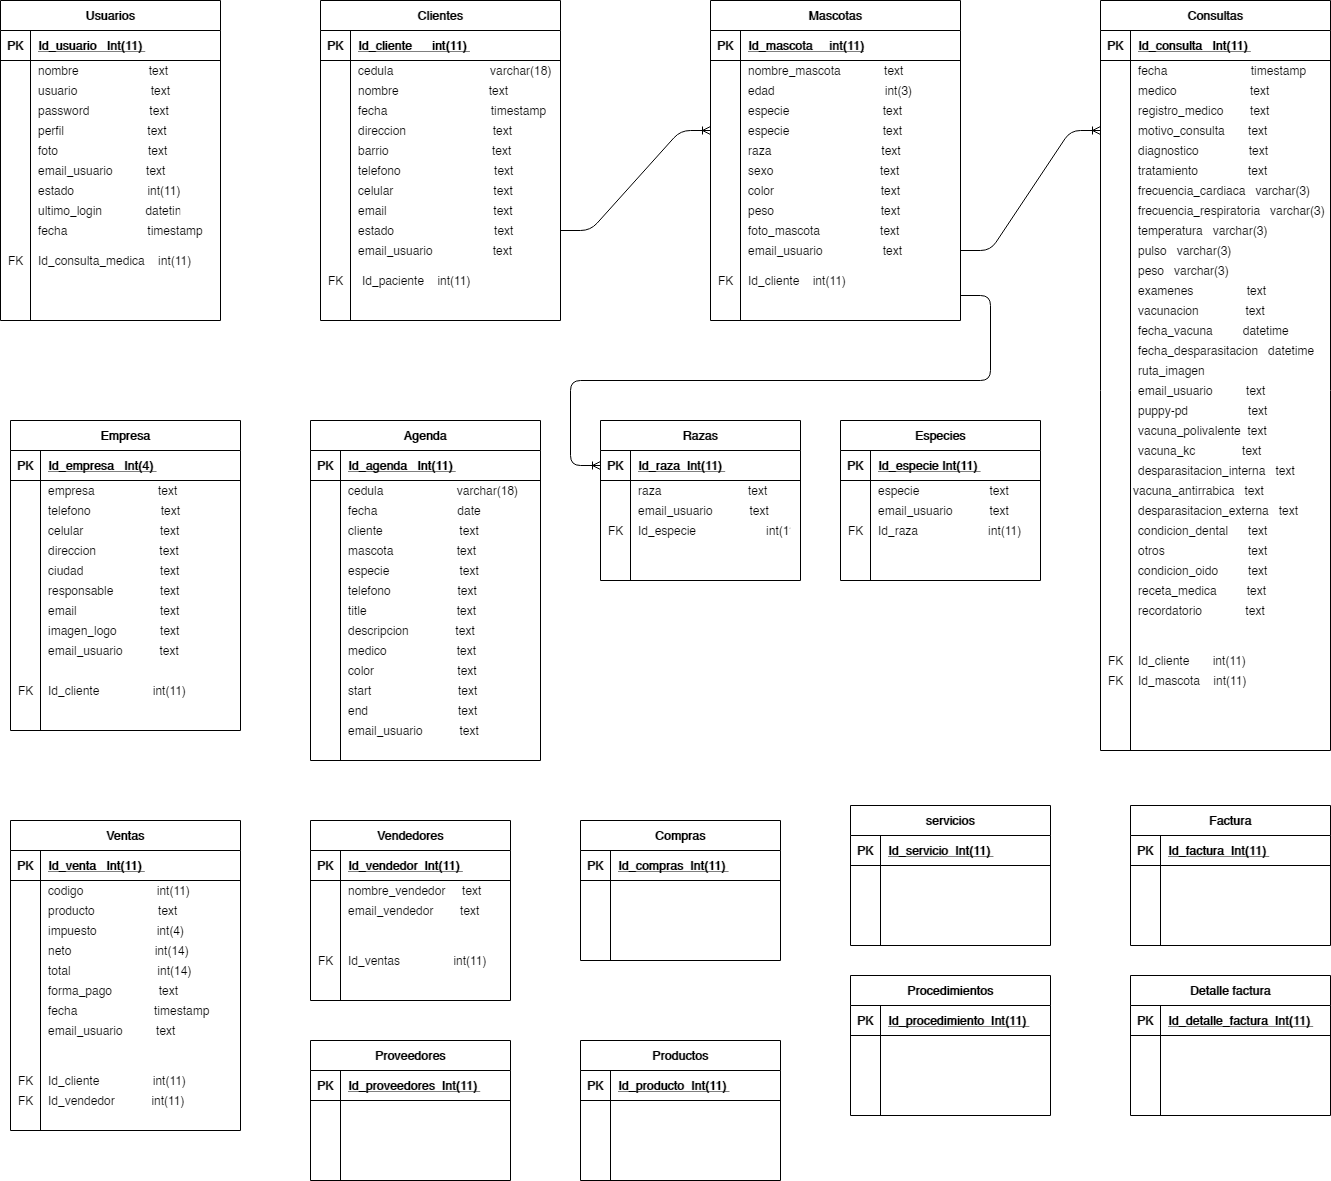 Usuarios
PK Id_usuario Int(11)
nombre text
usuario text
password text
perfil text
foto text
email_usuario text
estado int(11)
ultimo_login datetin
fecha timestamp
FK Id_consulta_medica int(11)
Clientes
PK Id_cliente int(11)
cedula varchar(18)
nombre text
fecha timestamp
direccion text
barrio text
telefono text
celular text
email text
estado text
email_usuario text
FK Id_paciente int(11)
Mascotas
PK Id_mascota int(11)
nombre_mascota text
edad int(3)
especie text
especie text
raza text
sexo text
color text
peso text
foto_mascota text
email_usuario text
FK Id_cliente int(11)
Consultas
PK Id_consulta Int(11)
fecha timestamp
medico text
registro_medico text
motivo_consulta text
diagnostico text
tratamiento text
frecuencia_cardiaca varchar(3)
frecuencia_respiratoria varchar(3)
temperatura varchar(3)
pulso varchar(3)
peso varchar(3)
examenes text
vacunacion text
fecha_vacuna datetime
fecha_desparasitacion datetime
ruta_imagen
email_usuario text
puppy-pd text
vacuna_polivalente text
vacuna_kc text
desparasitacion_interna text
vacuna_antirrabica text
desparasitacion_externa text
condicion_dental text
otros text
condicion_oido text
receta_medica text
recordatorio text
FK Id_cliente int(11)
FK Id_mascota int(11)
Empresa
PK Id_empresa Int(4)
empresa text
telefono text
celular text
direccion text
ciudad text
responsable text
email text
imagen_logo text
email_usuario text
FK Id_cliente int(11)
Agenda
PK Id_agenda Int(11)
cedula varchar(18)
fecha date
cliente text
mascota text
especie text
telefono text
title text
descripcion text
medico text
color text
start text
end text
email_usuario text
Razas
PK Id_raza Int(11)
raza text
email_usuario text
FK Id_especie int(1
Especies
PK Id_especie Int(11)
especie text
email_usuario text
FK Id_raza int(11)
Ventas
PK Id_venta Int(11)
codigo int(11)
producto text
impuesto int(4)
neto int(14)
total int(14)
forma_pago text
fecha timestamp
email_usuario text
FK Id_cliente int(11)
FK Id_vendedor int(11)
Vendedores
PK Id_vendedor Int(11)
nombre_vendedor text
email_vendedor text
FK Id_ventas int(11)
Compras
PK Id_compras Int(11)
servicios
PK Id_servicio Int(11)
Factura
PK Id_factura Int(11)
Procedimientos
PK Id_procedimiento Int(11)
Detalle factura
PK Id_detalle_factura Int(11)
Proveedores
PK Id_proveedores Int(11)
Productos
PK Id_producto Int(11)